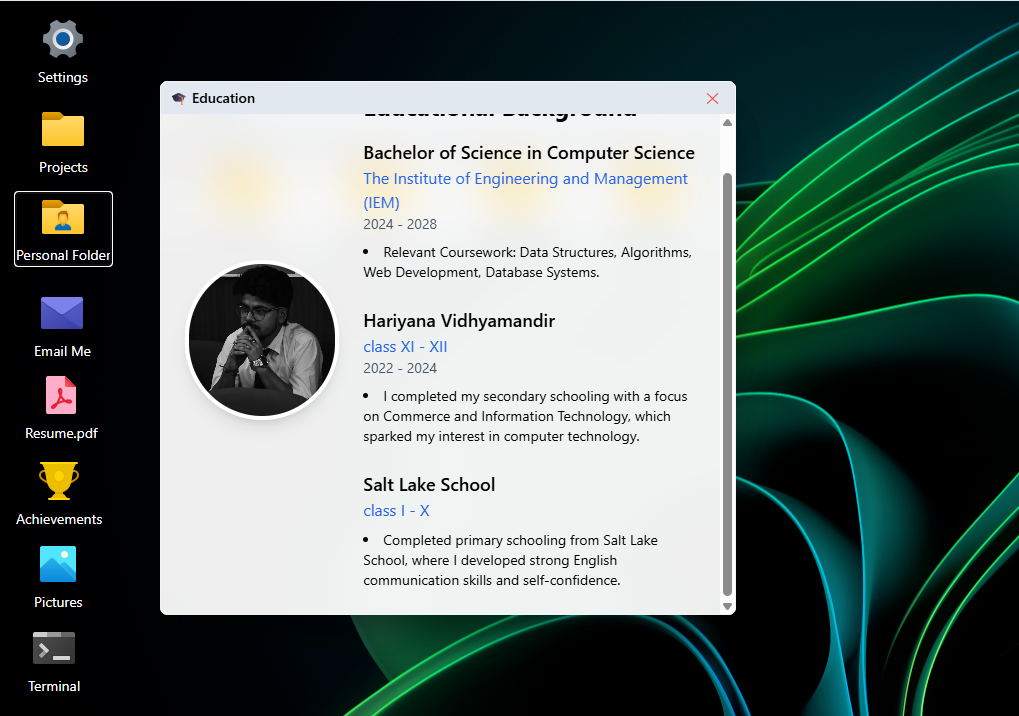 Settings
Projects
Personal Folder
Email Me
Resume.pdf
Achievements
Pictures
Terminal
Education
Educational Background
Bachelor of Science in Computer Science
The Institute of Engineering and Management
(IEM)
2024 - 2028
• Relevant Coursework: Data Structures, Algorithms,
Web Development, Database Systems.
Hariyana Vidhyamandir
class XI - XII
2022 - 2024
• I completed my secondary schooling with a focus
on Commerce and Information Technology, which
sparked my interest in computer technology.
Salt Lake School
class I - X
• Completed primary schooling from Salt Lake
School, where I developed strong English
communication skills and self-confidence.